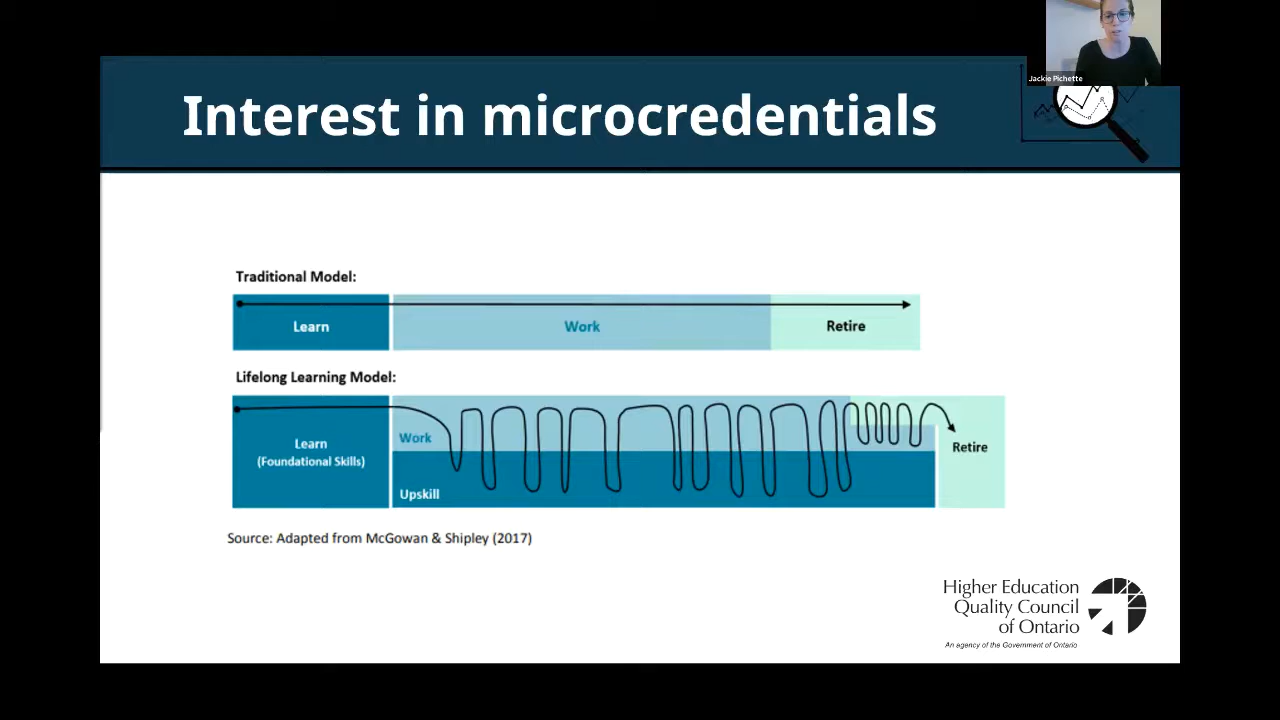 Jackie Pichette
Interest in microcredentials
Traditional Model:
Learn
Work
Retire
Lifelong Learning Model:
Learn
(Foundational Skills)
Work
Upskill
Retire
Source: Adapted from McGowan & Shipley (2017)
Higher Education
Quality Council
of Ontario
An agency of the Government of Ontario